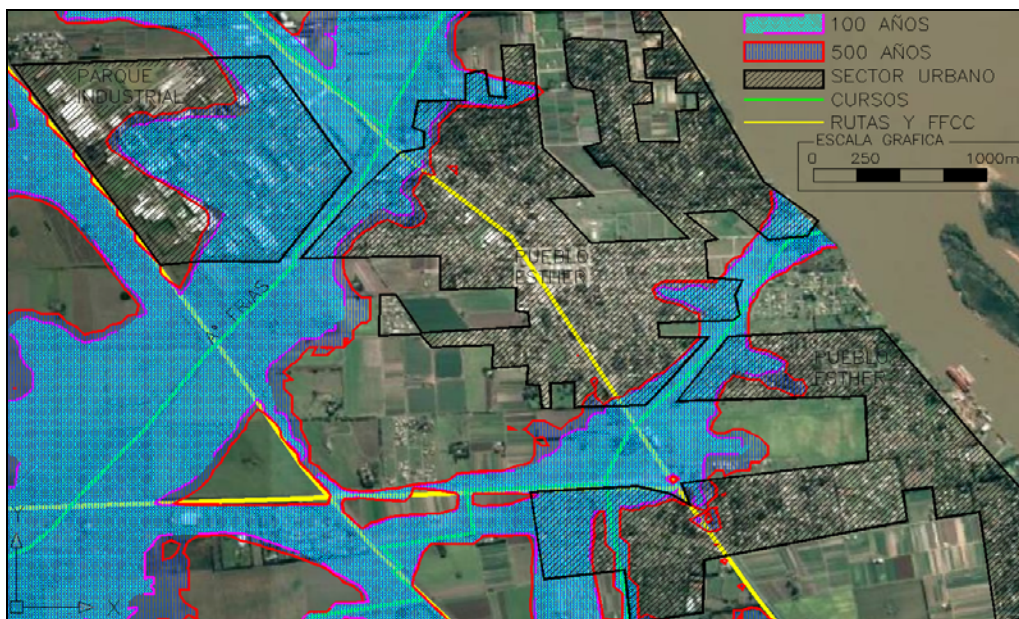 100 AÑOS
500 AÑOS
SECTOR URBANO
CURSOS
RUTAS Y FFCC
ESCALA GRAFICA
0 250 1000m
PARQUE
INDUSTRIAL
PUEBLO
ESTHER
A° FRIAS
PUEBLO
ESTHER
Y
X